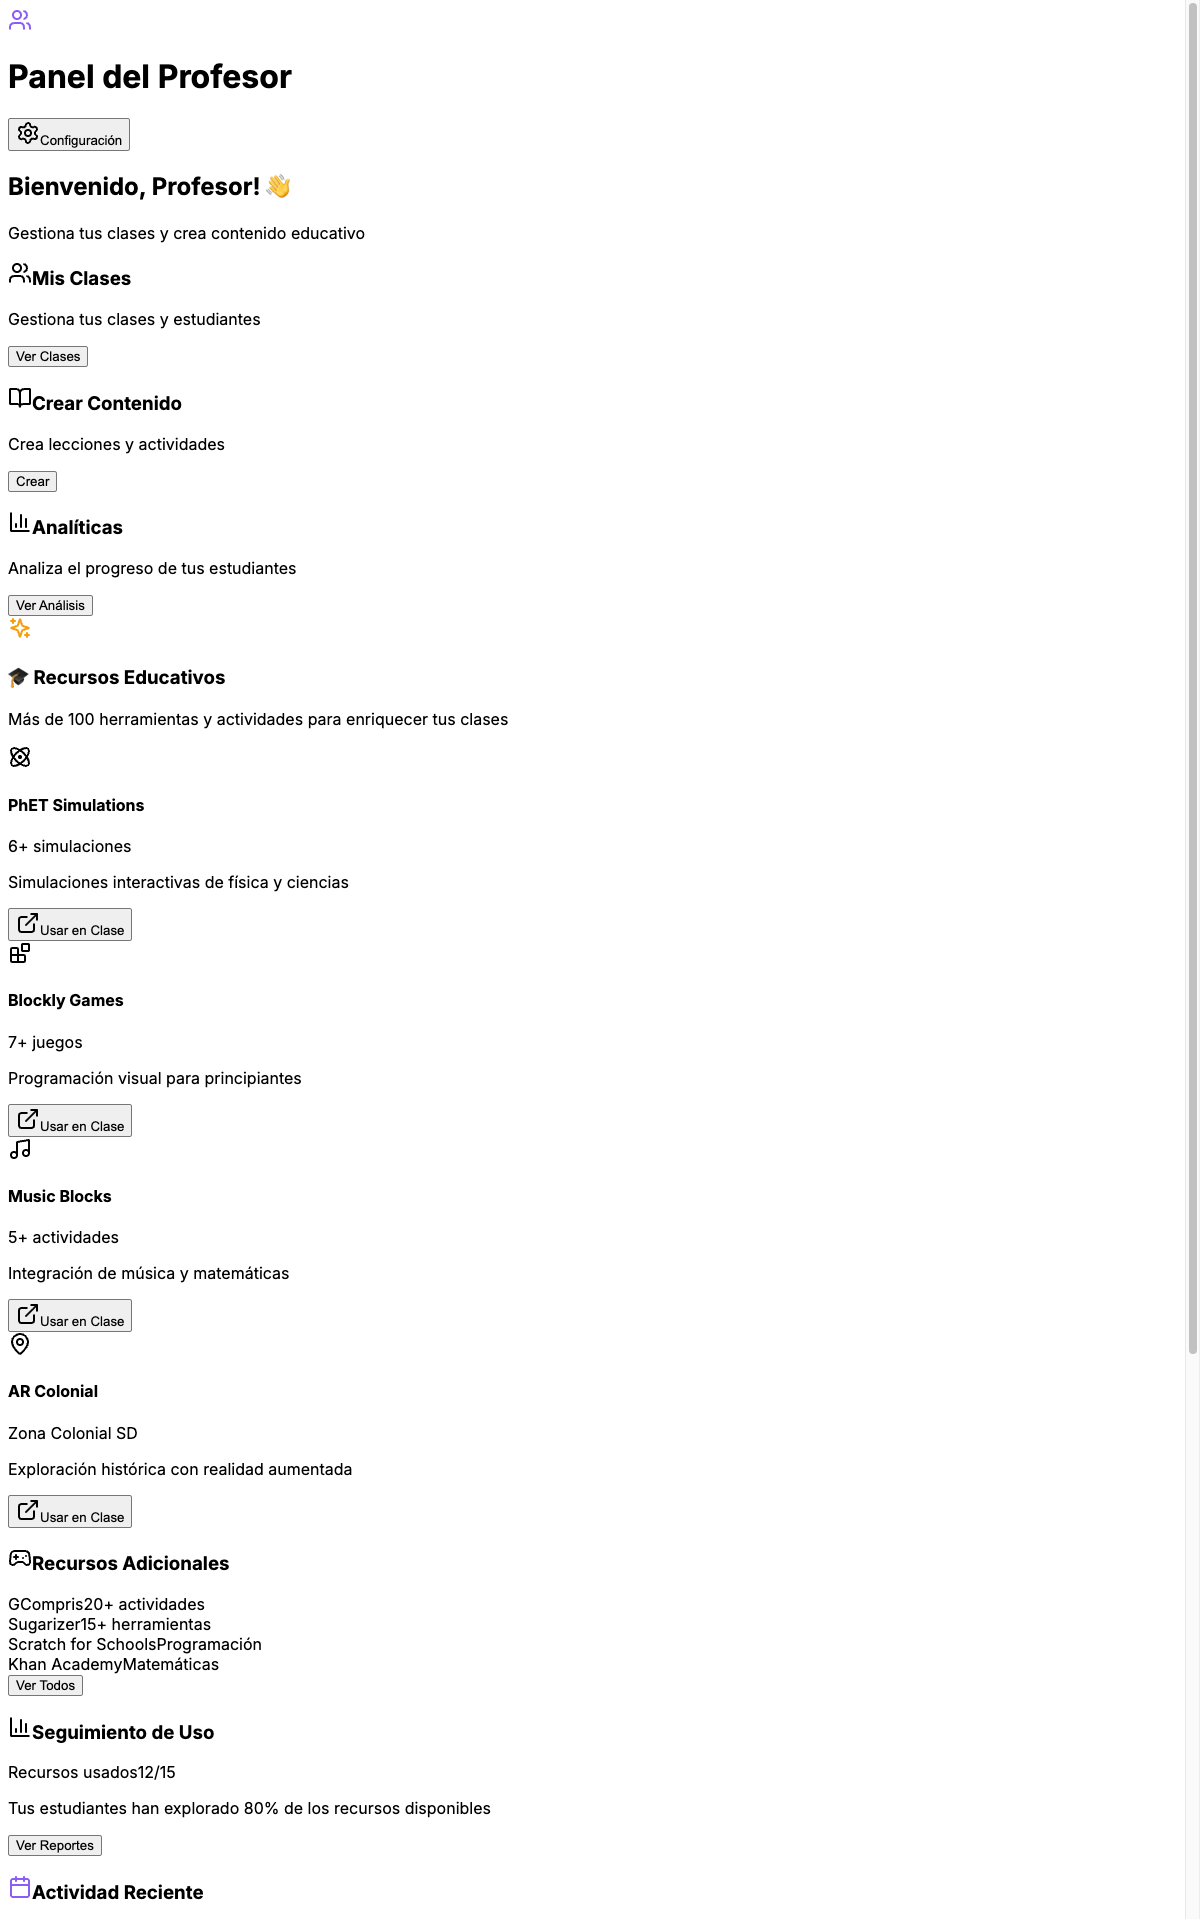 Panel del Profesor
Configuración
Bienvenido, Profesor! 👋
Gestiona tus clases y crea contenido educativo
Mis Clases
Gestiona tus clases y estudiantes
Ver Clases
Crear Contenido
Crea lecciones y actividades
Crear
Analíticas
Analiza el progreso de tus estudiantes
Ver Análisis
🎓 Recursos Educativos
Más de 100 herramientas y actividades para enriquecer tus clases
PhET Simulations
6+ simulaciones
Simulaciones interactivas de física y ciencias
Usar en Clase
Blockly Games
7+ juegos
Programación visual para principiantes
Usar en Clase
Music Blocks
5+ actividades
Integración de música y matemáticas
Usar en Clase
AR Colonial
Zona Colonial SD
Exploración histórica con realidad aumentada
Usar en Clase
Recursos Adicionales
GCompris20+ actividades
Sugarizer15+ herramientas
Scratch for SchoolsProgramación
Khan AcademyMatemáticas
Ver Todos
Seguimiento de Uso
Recursos usados12/15
Tus estudiantes han explorado 80% de los recursos disponibles
Ver Reportes
Actividad Reciente